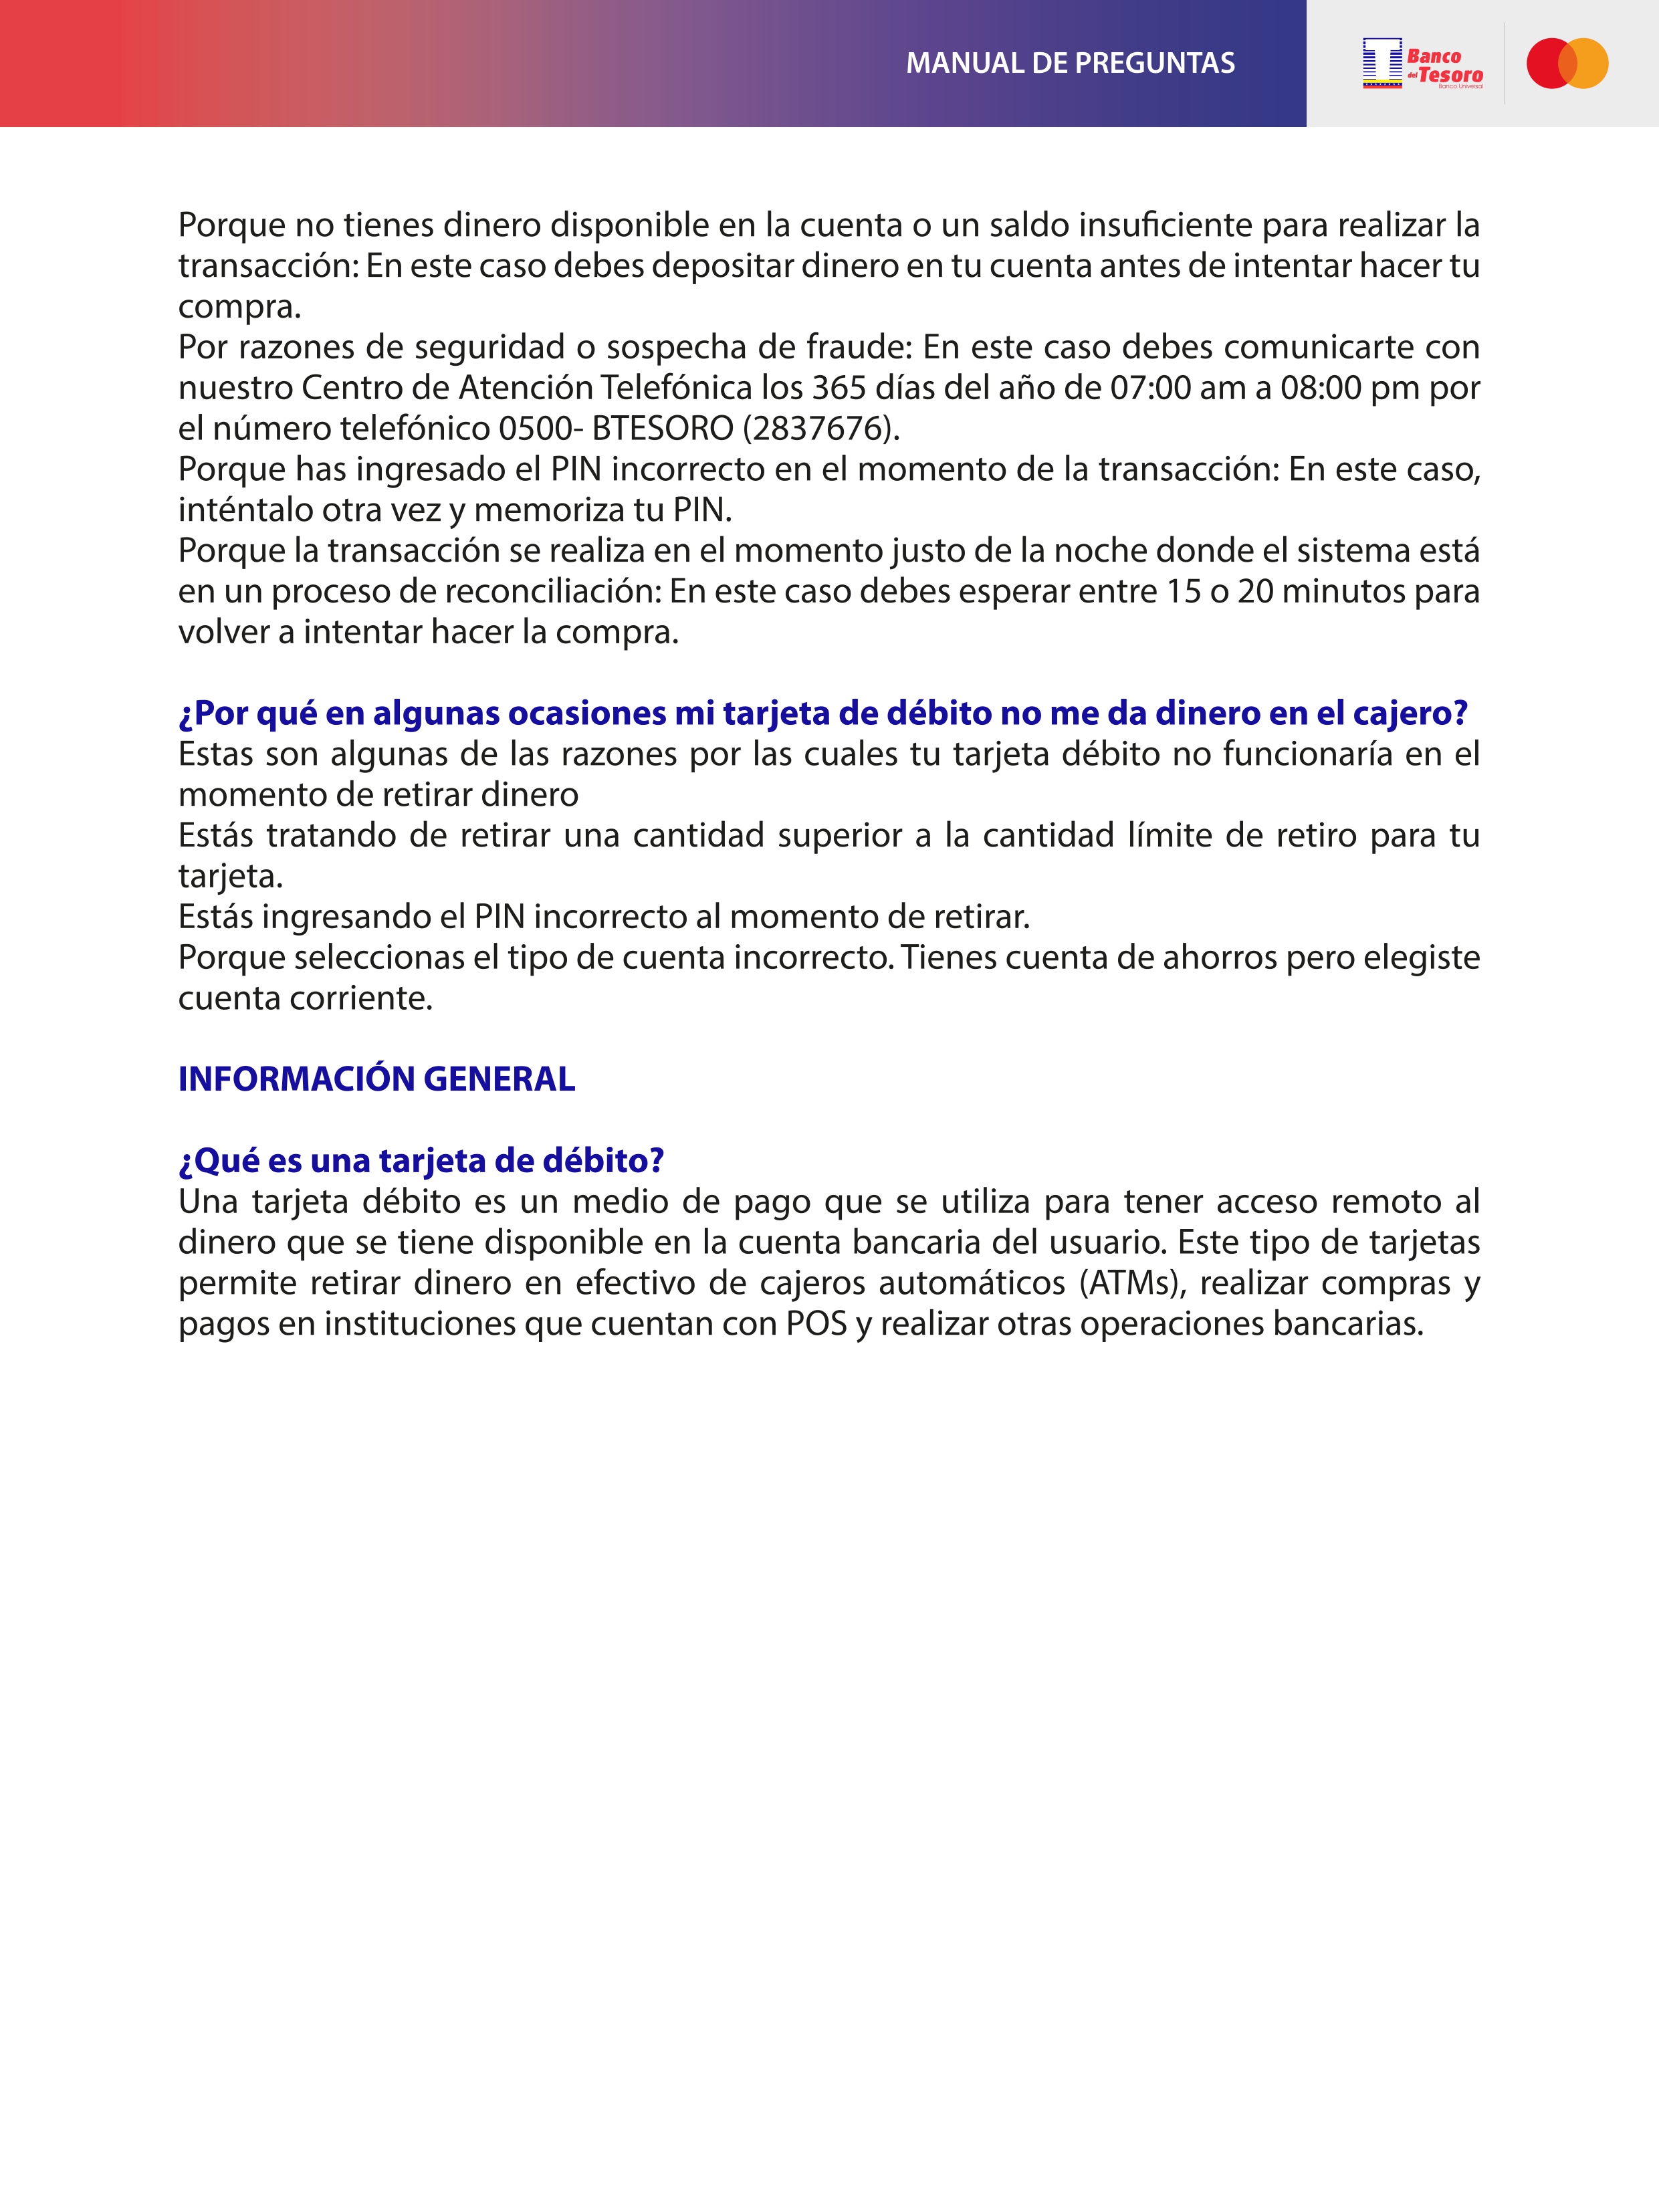 MANUAL DE PREGUNTAS
Banco
del Tesoro
Banco Universal
Porque no tienes dinero disponible en la cuenta o un saldo insuficiente para realizar la
transacción: En este caso debes depositar dinero en tu cuenta antes de intentar hacer tu
compra.
Por razones de seguridad o sospecha de fraude: En este caso debes comunicarte con
nuestro Centro de Atención Telefónica los 365 días del año de 07:00 am a 08:00 pm por
el número telefónico 0500- BTESORO (2837676).
Porque has ingresado el PIN incorrecto en el momento de la transacción: En este caso,
inténtalo otra vez y memoriza tu PIN.
Porque la transacción se realiza en el momento justo de la noche donde el sistema está
en un proceso de reconciliación: En este caso debes esperar entre 15 o 20 minutos para
volver a intentar hacer la compra.
¿Por qué en algunas ocasiones mi tarjeta de débito no me da dinero en el cajero?
Estas son algunas de las razones por las cuales tu tarjeta débito no funcionaría en el
momento de retirar dinero
Estás tratando de retirar una cantidad superior a la cantidad límite de retiro para tu
tarjeta.
Estás ingresando el PIN incorrecto al momento de retirar.
Porque seleccionas el tipo de cuenta incorrecto. Tienes cuenta de ahorros pero elegiste
cuenta corriente.
INFORMACIÓN GENERAL
¿Qué es una tarjeta de débito?
Una tarjeta débito es un medio de pago que se utiliza para tener acceso remoto al
dinero que se tiene disponible en la cuenta bancaria del usuario. Este tipo de tarjetas
permite retirar dinero en efectivo de cajeros automáticos (ATMs), realizar compras y
pagos en instituciones que cuentan con POS y realizar otras operaciones bancarias.